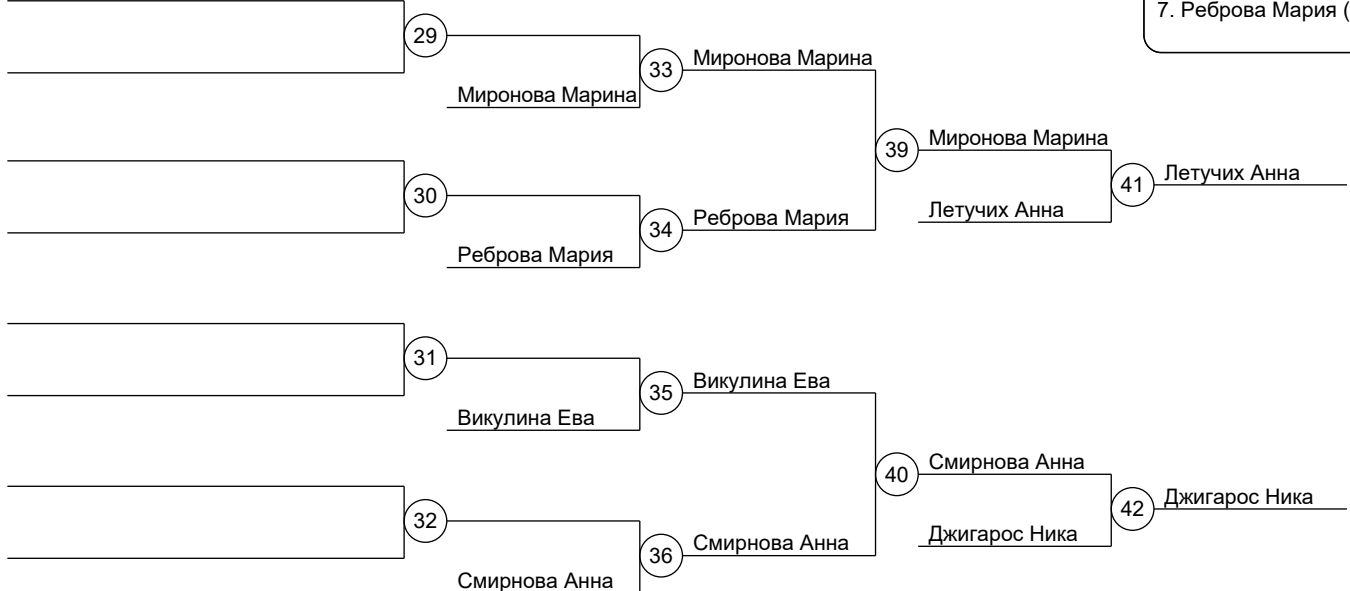 7. Реброва Мария (
29
33
Миронова Марина
Миронова Марина
39
Миронова Марина
41
Летучих Анна
30
34
Реброва Мария
Летучих Анна
Реброва Мария
31
35
Викулина Ева
Викулина Ева
40
Смирнова Анна
42
Джигарос Ника
32
36
Смирнова Анна
Джигарос Ника
Смирнова Анна